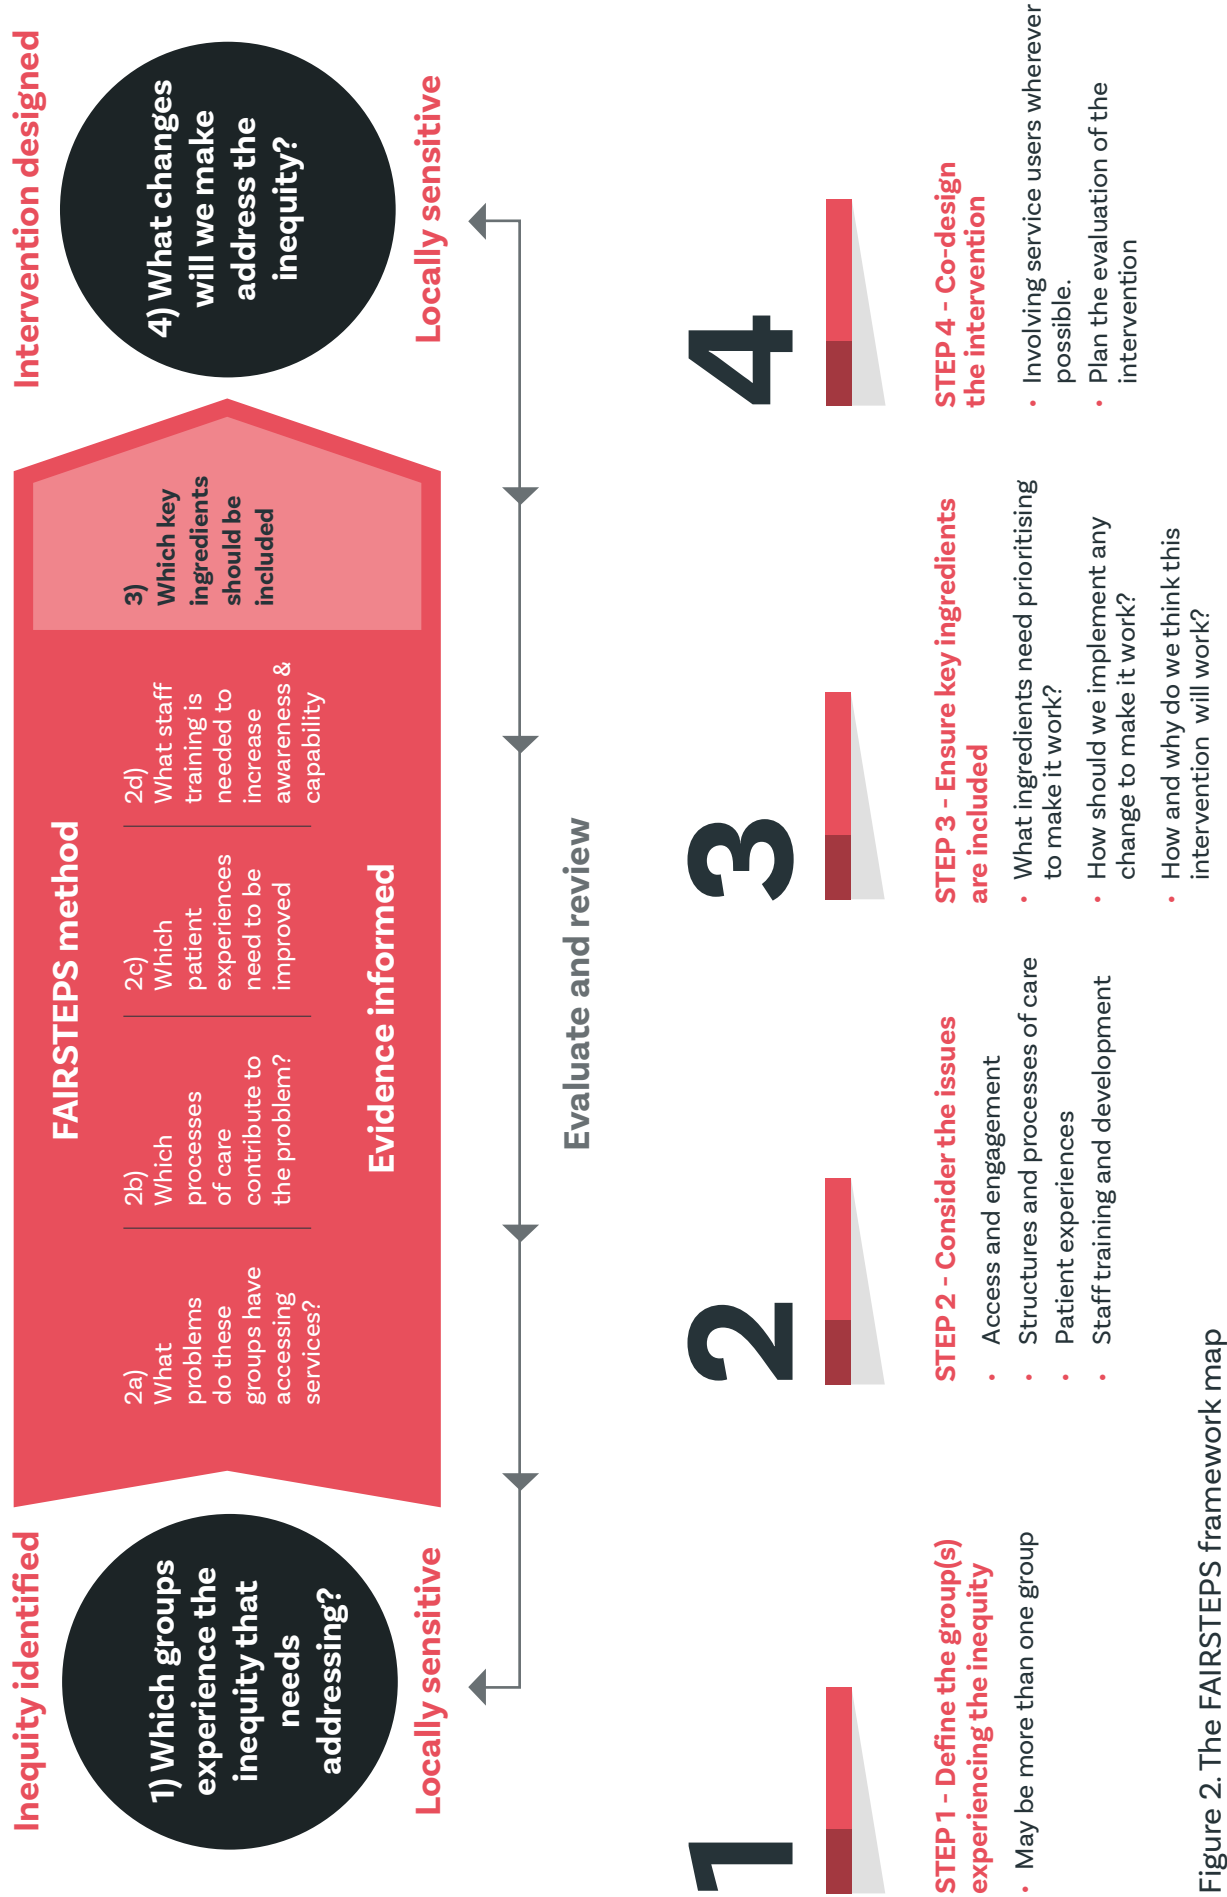 Inequity identified
1) Which groups
experience the
inequity that
needs
addressing?
Locally sensitive
FAIRSTEPS method
2a)
What
problems
do these
groups have
accessing
services?
2b)
Which
processes
of care
contribute to
the problem?
2c)
Which
patient
experiences
need to be
improved
2d)
What staff
training is
needed to
increase
awareness &
capability
3)
Which key
ingredients
should be
included
Evidence informed
Intervention designed
4) What changes
will we make
address the
inequity?
Locally sensitive
Evaluate and review
1
STEP 1 - Define the group(s)
experiencing the inequity
• May be more than one group
2
STEP 2 - Consider the issues
• Access and engagement
• Structures and processes of care
• Patient experiences
• Staff training and development
3
STEP 3 - Ensure key ingredients
are included
• What ingredients need prioritising
to make it work?
• How should we implement any
change to make it work?
• How and why do we think this
intervention will work?
4
STEP 4 - Co-design
the intervention
• Involving service users wherever
possible.
• Plan the evaluation of the
intervention
Figure 2. The FAIRSTEPS framework map